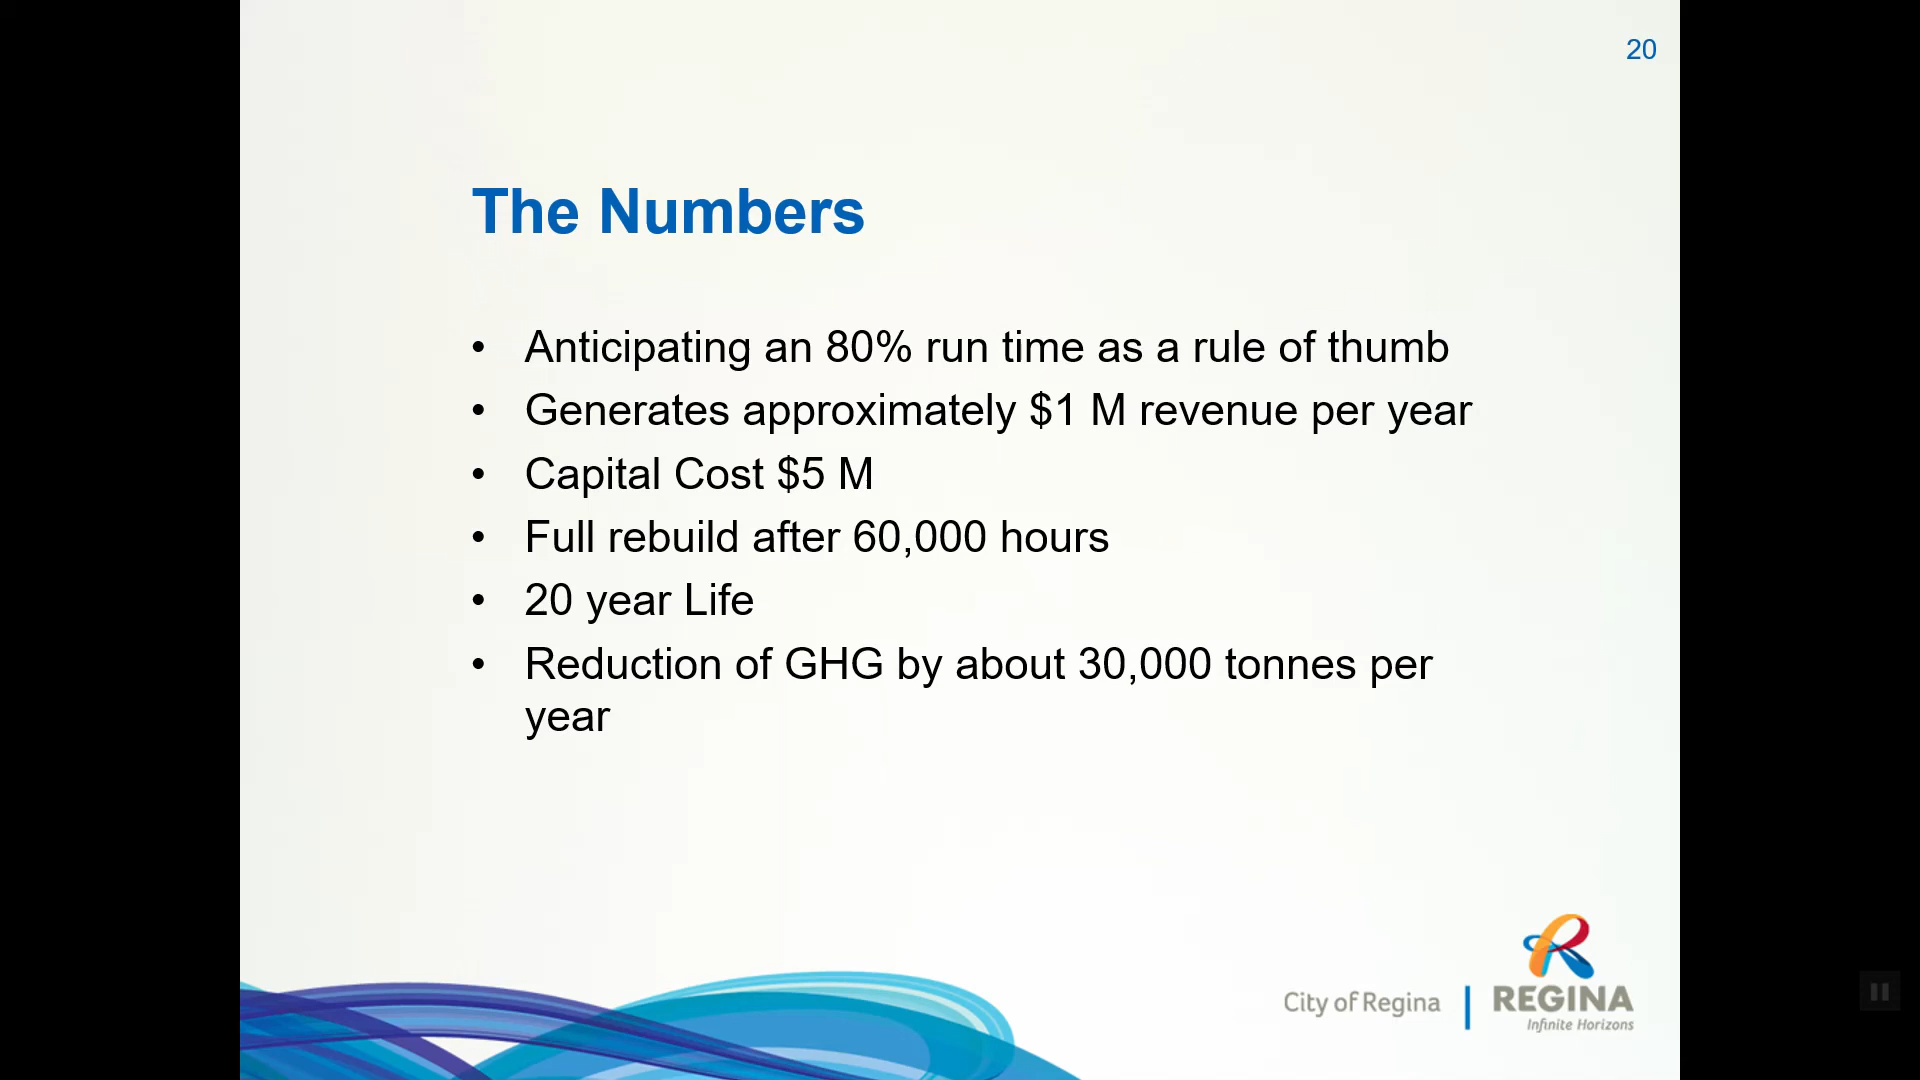 20
The Numbers
• Anticipating an 80% run time as a rule of thumb
• Generates approximately $1 M revenue per year
• Capital Cost $5 M
• Full rebuild after 60,000 hours
• 20 year Life
• Reduction of GHG by about 30,000 tonnes per
year
City of Regina
REGINA
Infinite Horizons